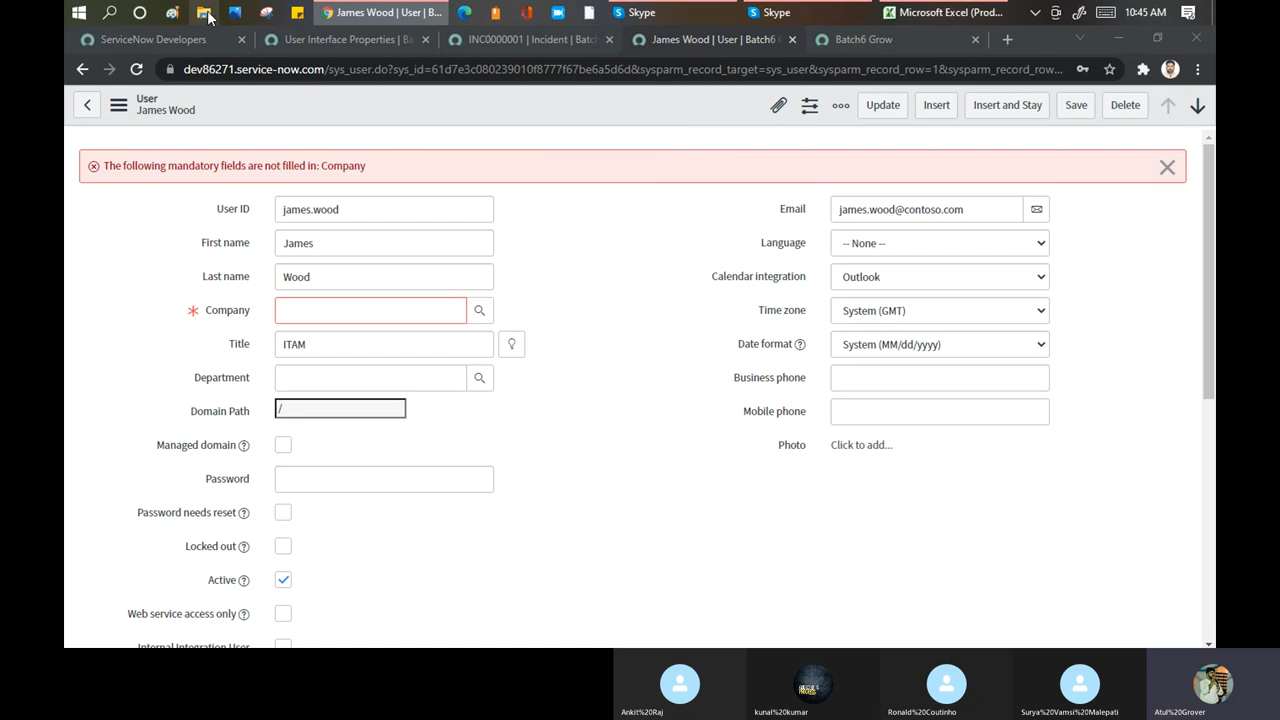 James Wood | User | B...
Skype
Skype
Microsoft Excel (Prod...
10:45 AM
ServiceNow Developers
User Interface Properties | Ba
INC0000001 | Incident | Batch
James Wood | User | Batch6
Batch6 Grow
dev86271.service-now.com/sys_user.do?sys_id=61d7e3c080239010f8777f67be6a5d6d&sysparm_record_target=sys_user&sysparm_record_row=1&sysparm_record_row...
User
James Wood
Update
Insert
Insert and Stay
Save
Delete
The following mandatory fields are not filled in: Company
User ID
james.wood
Email
james.wood@contoso.com
First name
James
Language
-- None --
Last name
Wood
Calendar integration
Outlook
Company
Time zone
System (GMT)
Title
ITAM
Date format
System (MM/dd/yyyy)
Department
Business phone
Domain Path
/
Mobile phone
Managed domain
Photo
Click to add...
Password
Password needs reset
Locked out
Active
Web service access only
Internal Integration User
Ankit%20Raj
kunal%20kumar
Ronald%20Coutinho
Surya%20Vamsi%20Malepati
Atul%20Grover